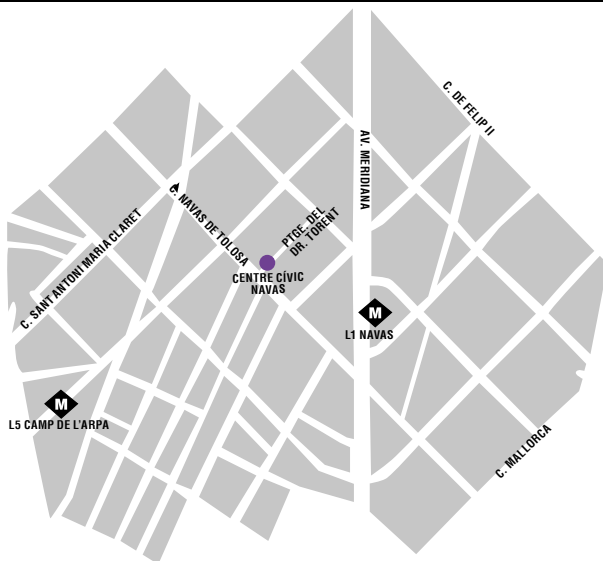 C. DE FELIP II
AV. MERIDIANA
C. NAVAS DE TOLOSA
PTGE. DEL
DR. TORENT
C. SANT ANTONI MARIA CLARET
CENTRE CÍVIC
NAVAS
M
L1 NAVAS
M
L5 CAMP DE L'ARPA
C. MALLORCA